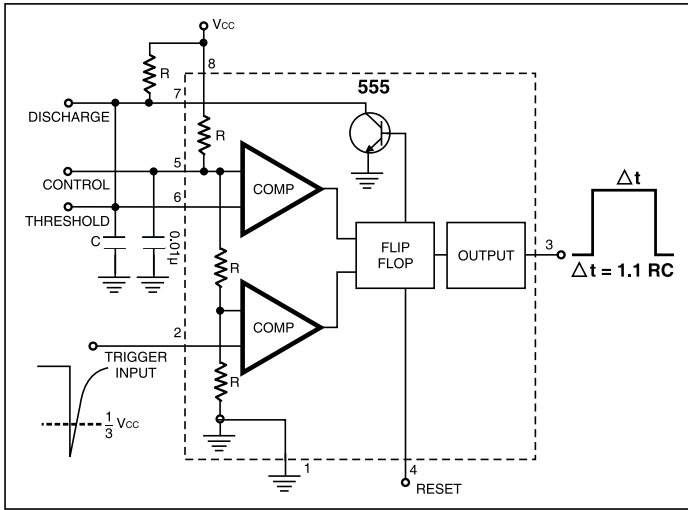 Vcc
8
R
555
7
DISCHARGE
R
5
CONTROL
COMP
6
THRESHOLD
C
0.01µ
FLIP
FLOP
OUTPUT
3
Δt
Δt = 1.1 RC
R
COMP
2
TRIGGER
INPUT
R
1/3 Vcc
1
4
RESET